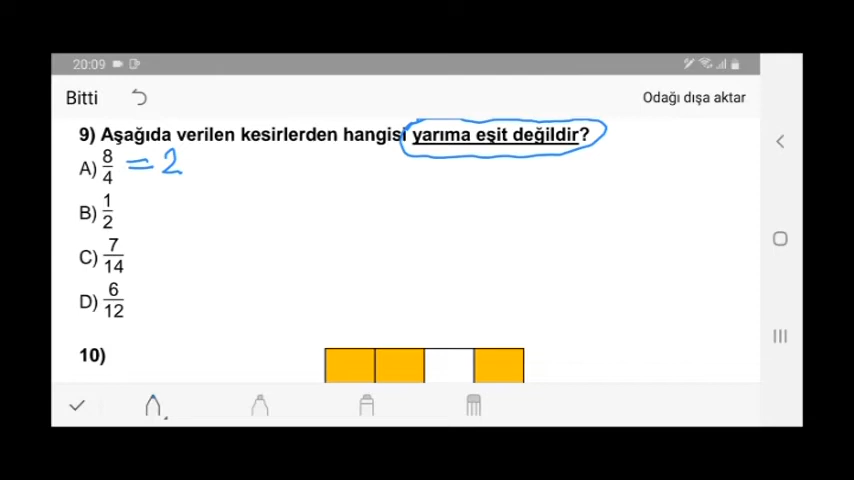 20:09
Bitti
Odağı dışa aktar
9) Aşağıda verilen kesirlerden hangisi yarıma eşit değildir?
A) 8/4 = 2
B) 1/2
C) 7/14
D) 6/12
10)